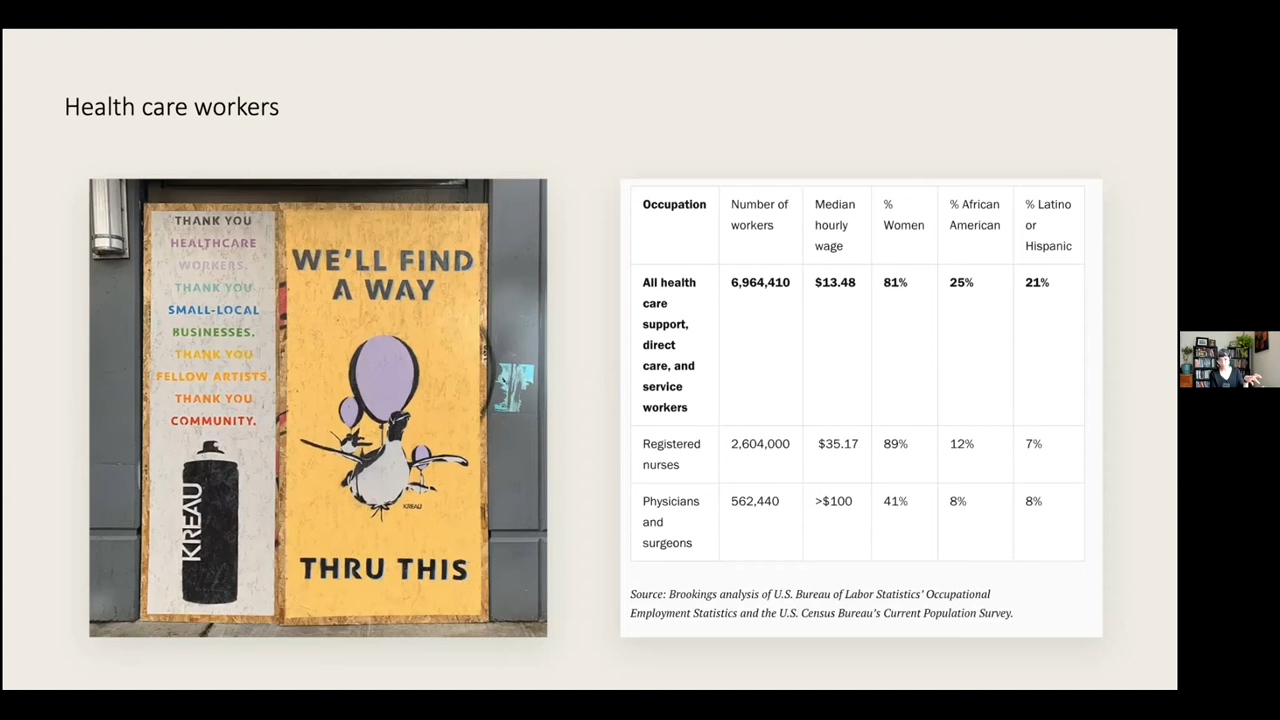 Health care workers
THANK YOU
HEALTHCARE
WORKERS.
THANK YOU
SMALL-LOCAL
BUSINESSES.
THANK YOU
FELLOW ARTISTS.
THANK YOU
COMMUNITY.
KREAU
WE'LL FIND
A WAY
KREAU
THRU THIS
Occupation
Number of
workers
Median
hourly
wage
%
Women
% African
American
% Latino
or
Hispanic
All health
care
support,
direct
care, and
service
workers
6,964,410
$13.48
81%
25%
21%
Registered
nurses
2,604,000
$35.17
89%
12%
7%
Physicians
and
surgeons
562,440
>$100
41%
8%
8%
Source: Brookings analysis of U.S. Bureau of Labor Statistics' Occupational
Employment Statistics and the U.S. Census Bureau's Current Population Survey.